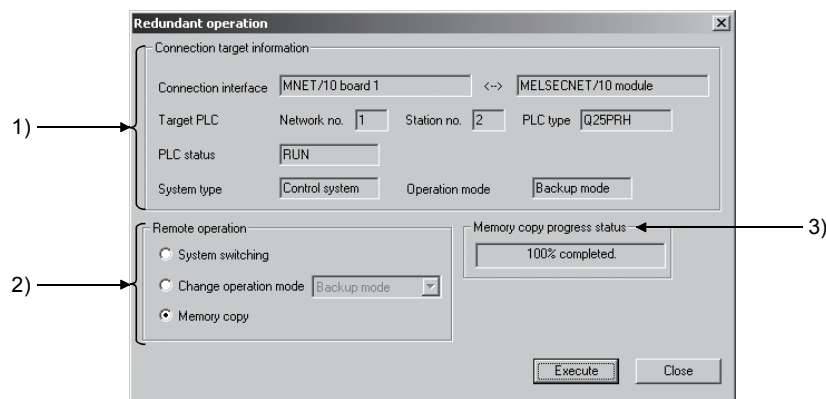 Redundant operation
Connection target information
Connection interface MNET/10 board 1 <--> MELSECNET/10 module
1) Target PLC Network no. 1 Station no. 2 PLC type Q25PRH
PLC status RUN
System type Control system Operation mode Backup mode
Remote operation Memory copy progress status 3)
System switching 100% completed.
2) Change operation mode Backup mode
Memory copy
Execute Close